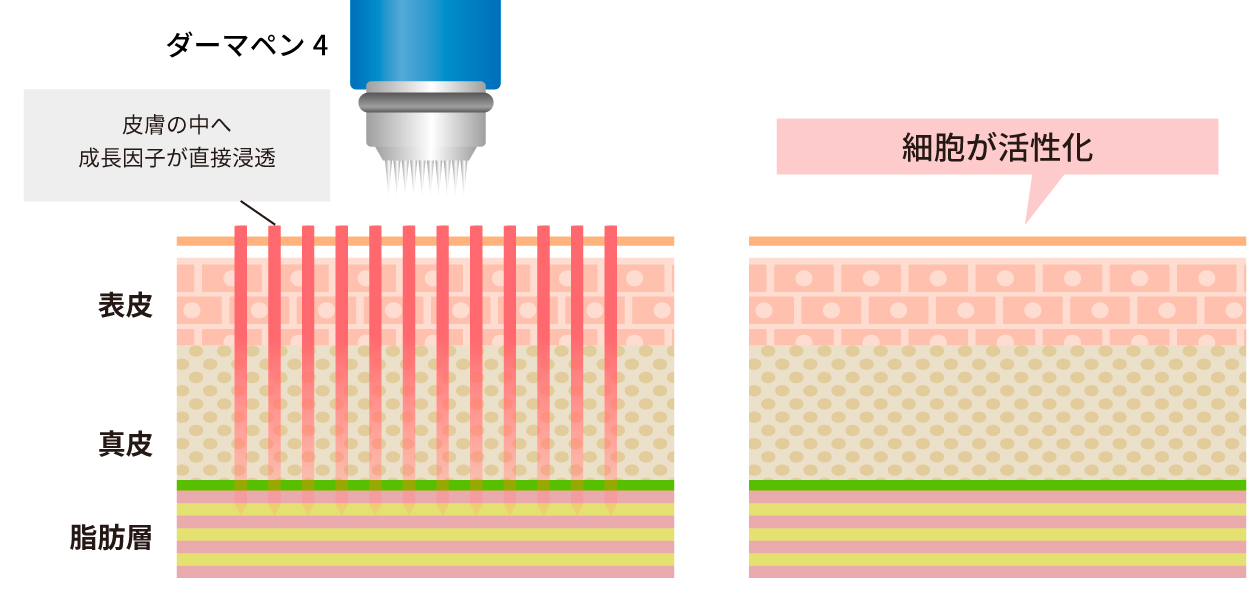 ダーマペン 4
皮膚の中へ
成長因子が直接浸透
細胞が活性化
表皮
真皮
脂肪層